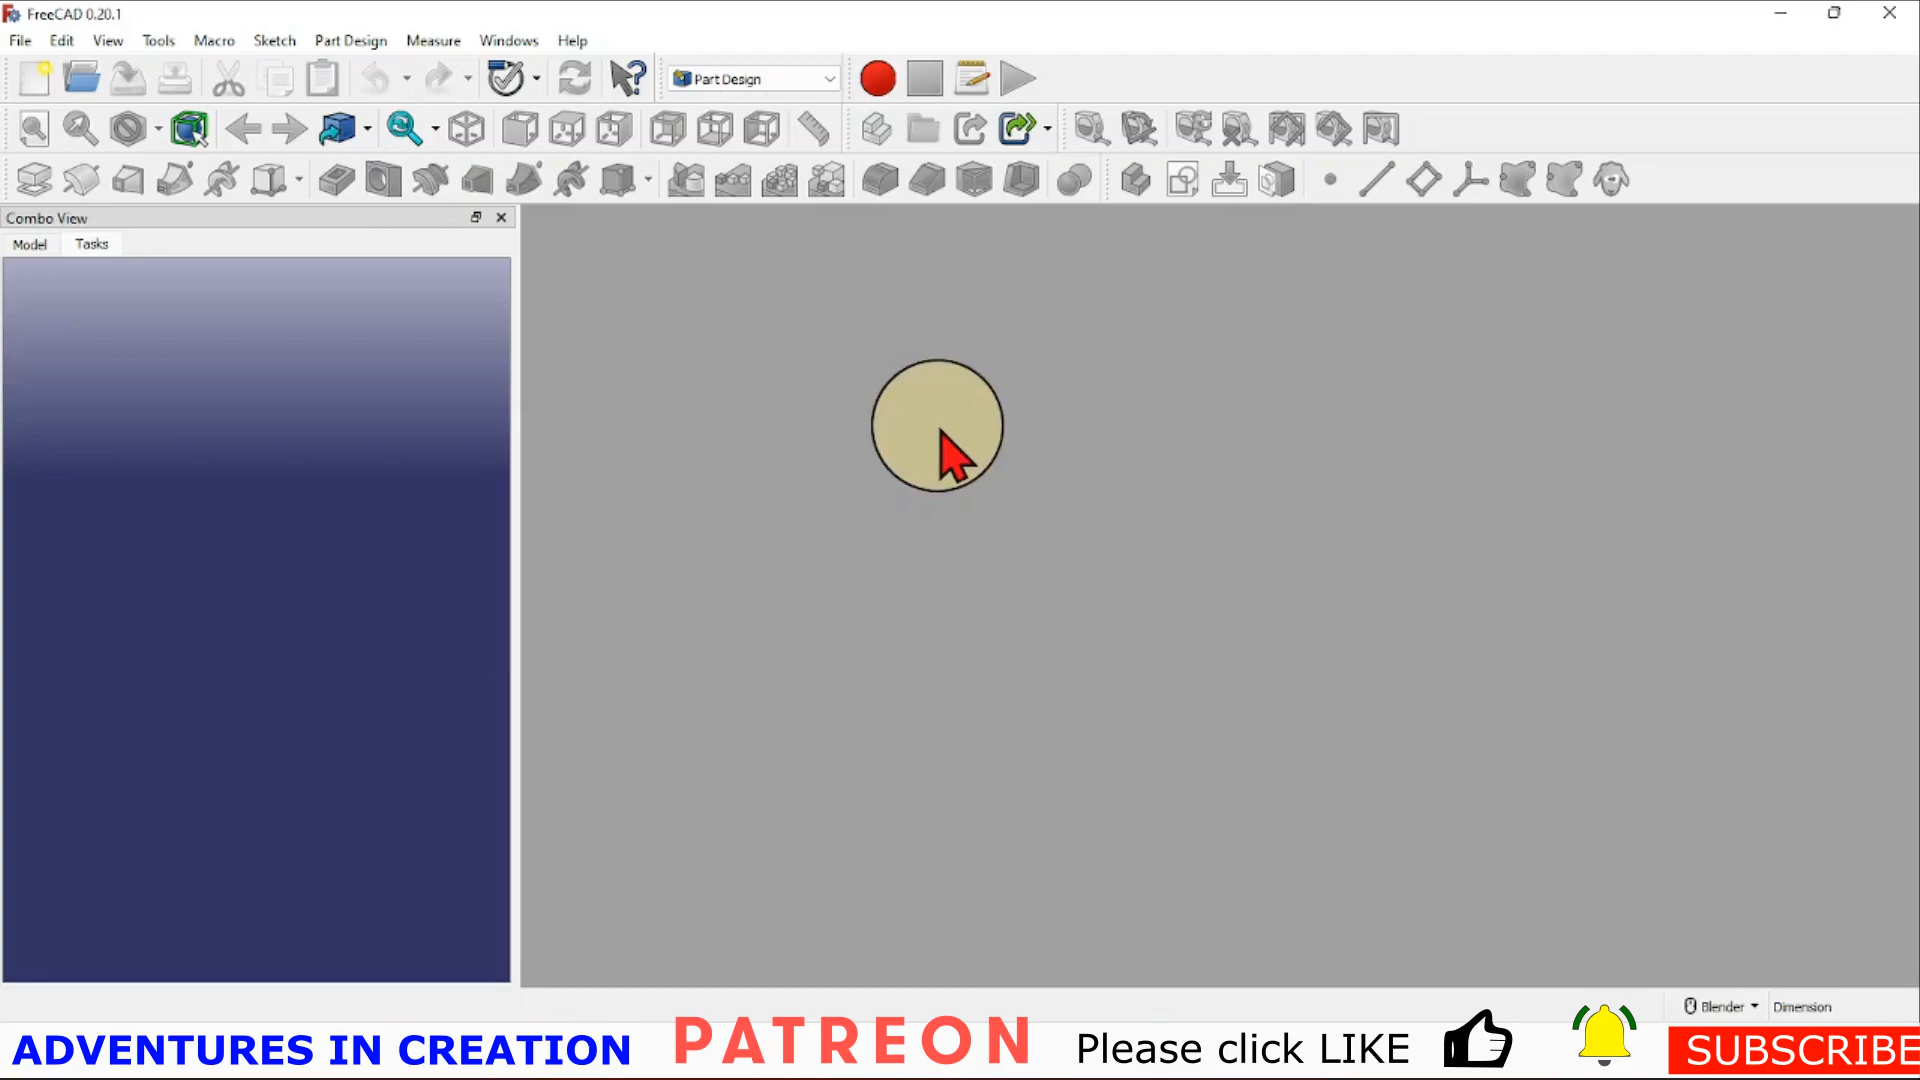 FreeCAD 0.20.1
File Edit View Tools Macro Sketch Part Design Measure Windows Help
Part Design
Combo View
Model Tasks
Blender Dimension
ADVENTURES IN CREATION PATREON Please click LIKE SUBSCRIBE